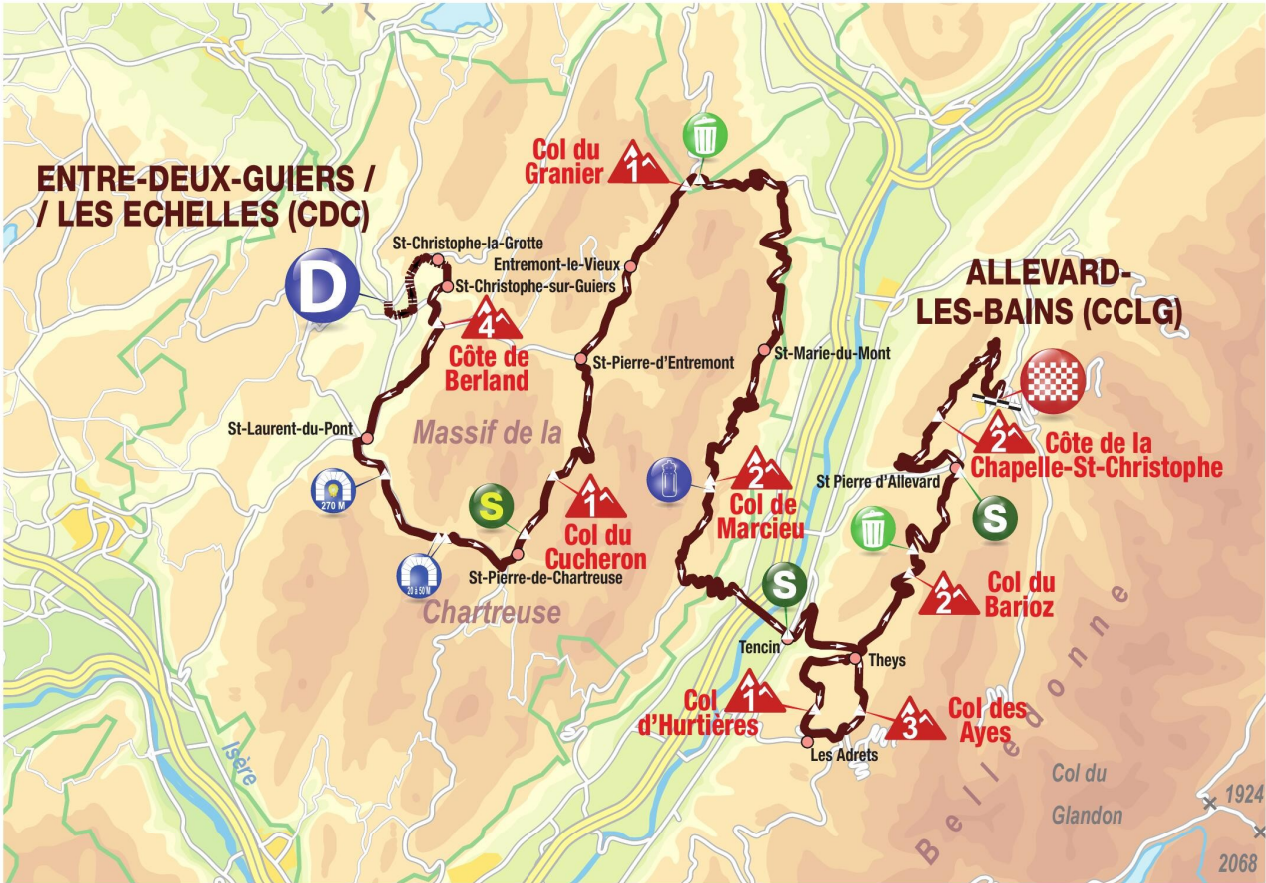 Col du
Granier
1
ENTRE-DEUX-GUIERS /
/ LES ECHELLES (CDC)
D
St-Christophe-la-Grotte
Entremont-le-Vieux
St-Christophe-sur-Guiers
ALLEVARD-
LES-BAINS (CCLG)
4
Côte de
Berland
St-Pierre-d'Entremont
St-Marie-du-Mont
St-Laurent-du-Pont
Massif de la
2
Côte de la
Chapelle-St-Christophe
270 M
S
1
Col du
Cucheron
2
Col de
Marcieu
St Pierre d'Allevard
S
20 à 50 M
St-Pierre-de-Chartreuse
Chartreuse
S
2
Col du
Barioz
Tencin
Theys
Col
d'Hurtières
1
3
Col des
Ayes
Les Adrets
Isère
Belledonne
Col du
Glandon
1924
2068